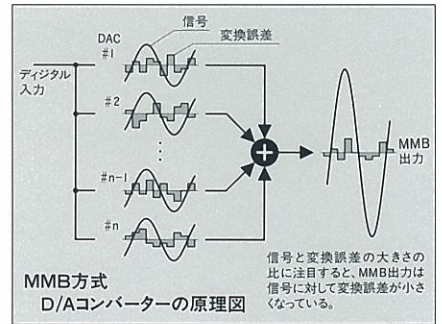 信号
DAC
#1
変換誤差
ディジタル
入力
#2
#n-1
#n
MMB
出力
信号と変換誤差の大きさの
比に注目すると、MMB出力は
信号に対して変換誤差が小さ
くなっている。
MMB方式
D/Aコンバーターの原理図